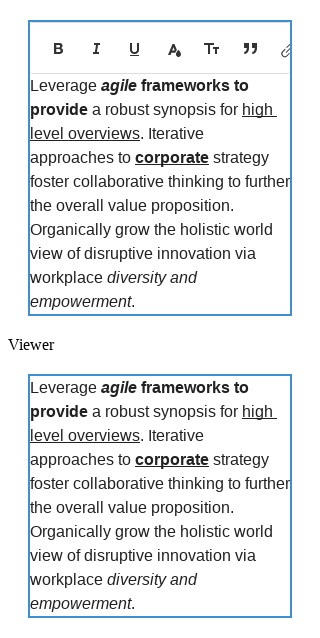 B I U A TT
Leverage agile frameworks to
provide a robust synopsis for high
level overviews. Iterative
approaches to corporate strategy
foster collaborative thinking to further
the overall value proposition.
Organically grow the holistic world
view of disruptive innovation via
workplace diversity and
empowerment.
Viewer
Leverage agile frameworks to
provide a robust synopsis for high
level overviews. Iterative
approaches to corporate strategy
foster collaborative thinking to further
the overall value proposition.
Organically grow the holistic world
view of disruptive innovation via
workplace diversity and
empowerment.